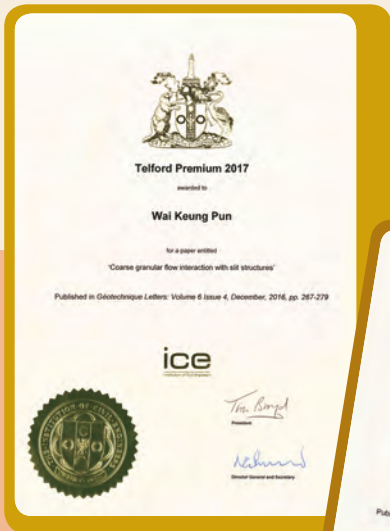 Telford Premium 2017
awarded to
Wai Keung Pun
for a paper entitled
'Coarse granular flow interaction with slit structures'
Published in Géotechnique Letters: Volume 6 Issue 4, December, 2016, pp. 267-279
ice
President
Director General and Secretary